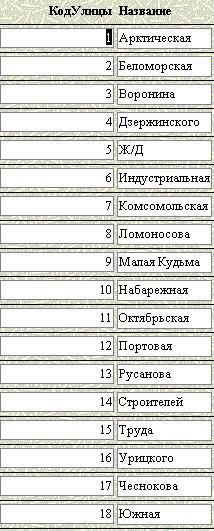 КодУлицы Название
1 Арктическая
2 Беломорская
3 Воронина
4 Дзержинского
5 Ж/Д
6 Индустриальная
7 Комсомольская
8 Ломоносова
9 Малая Кудьма
10 Набарежная
11 Октябрьская
12 Портовая
13 Русанова
14 Строителей
15 Труда
16 Урицкого
17 Чеснокова
18 Южная